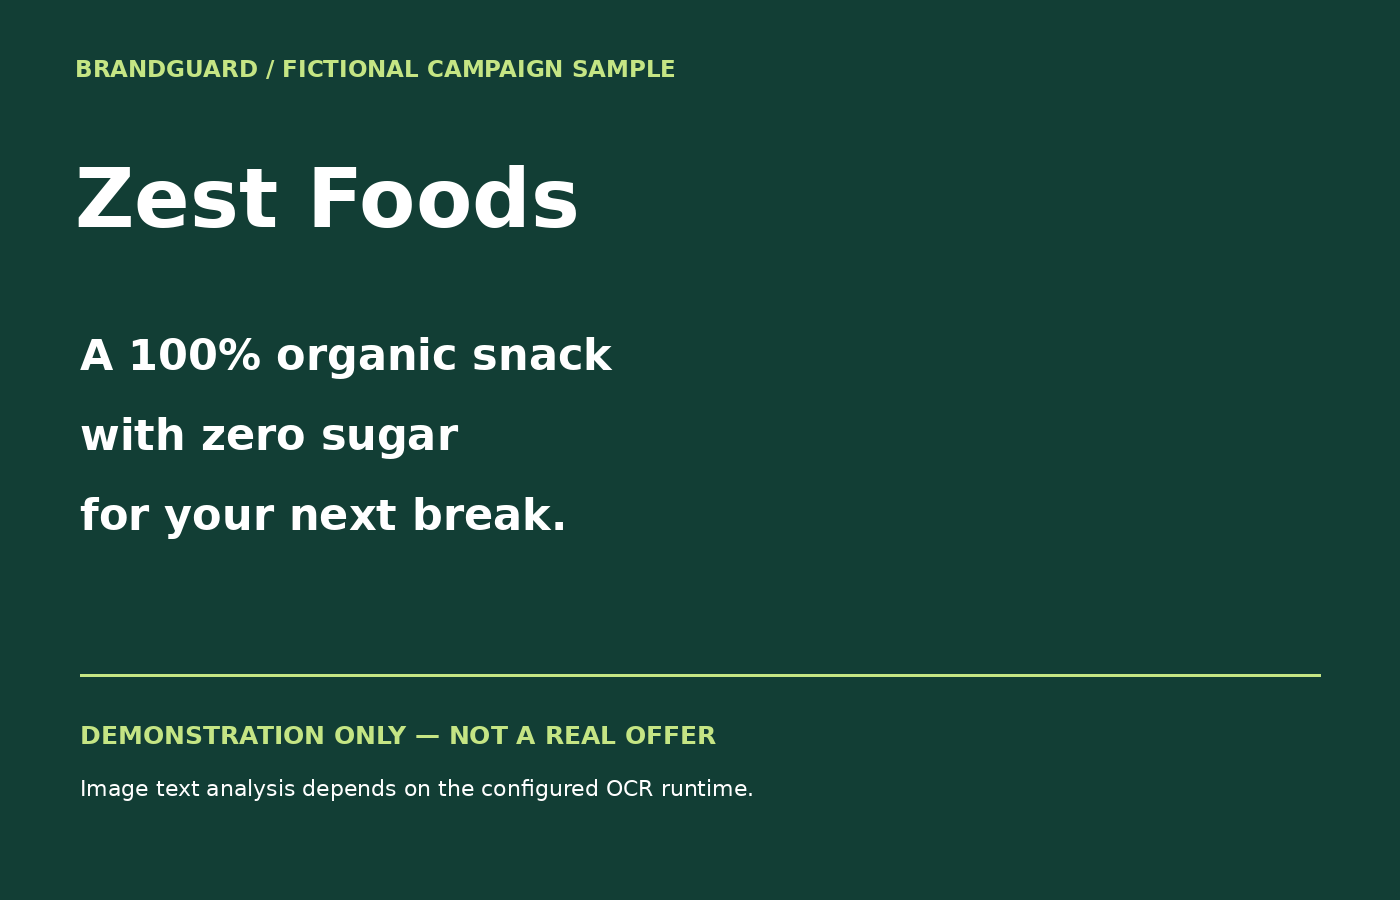 BRANDGUARD / FICTIONAL CAMPAIGN SAMPLE
Zest Foods
A 100% organic snack
with zero sugar
for your next break.
DEMONSTRATION ONLY — NOT A REAL OFFER
Image text analysis depends on the configured OCR runtime.